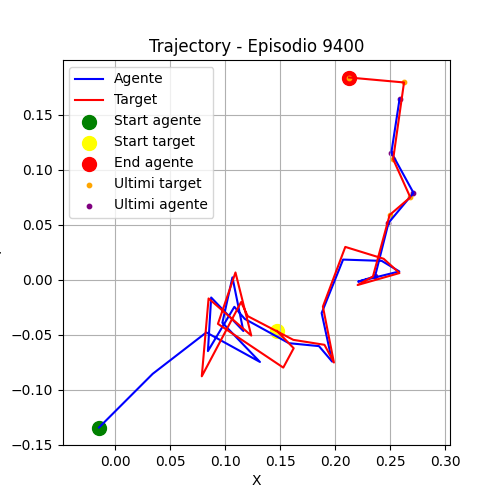 Trajectory - Episodio 9400
Agente
Target
Start agente
Start target
End agente
Ultimi target
Ultimi agente
0.15
0.10
0.05
0.00
−0.05
−0.10
−0.15
0.00 0.05 0.10 0.15 0.20 0.25 0.30
X